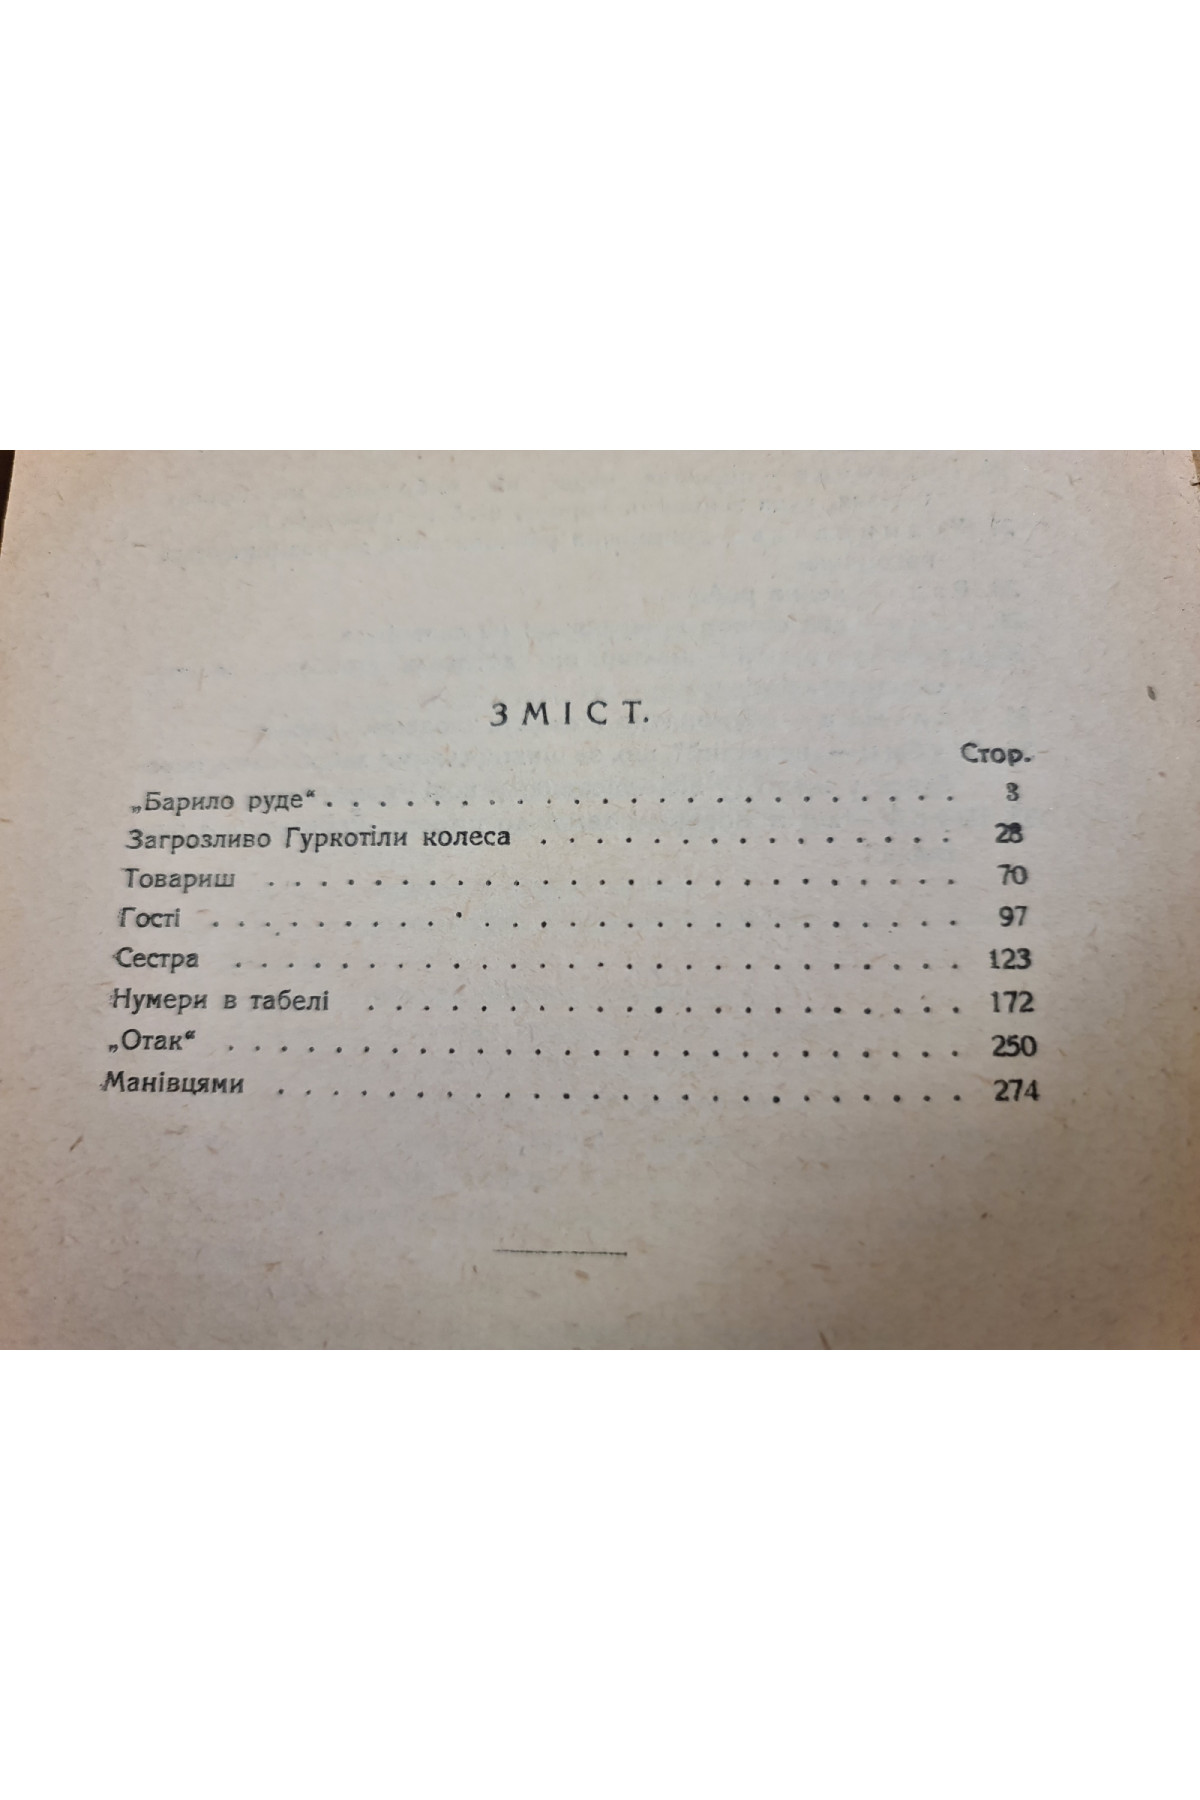 ЗМІСТ.
Стор.
„Барило руде“ . . . . . . . . . . . . . . . . . . . . . . . . 3
Загрозливо Гуркотіли колеса . . . . . . . . . . . . . . . 28
Товариш . . . . . . . . . . . . . . . . . . . . . . . . . . 70
Гості . . . . . . . . . . . . . . . . . . . . . . . . . . . 97
Сестра . . . . . . . . . . . . . . . . . . . . . . . . . . 123
Нумери в табелі . . . . . . . . . . . . . . . . . . . . . 172
„Отак“ . . . . . . . . . . . . . . . . . . . . . . . . . . 250
Манівцями . . . . . . . . . . . . . . . . . . . . . . . . 274